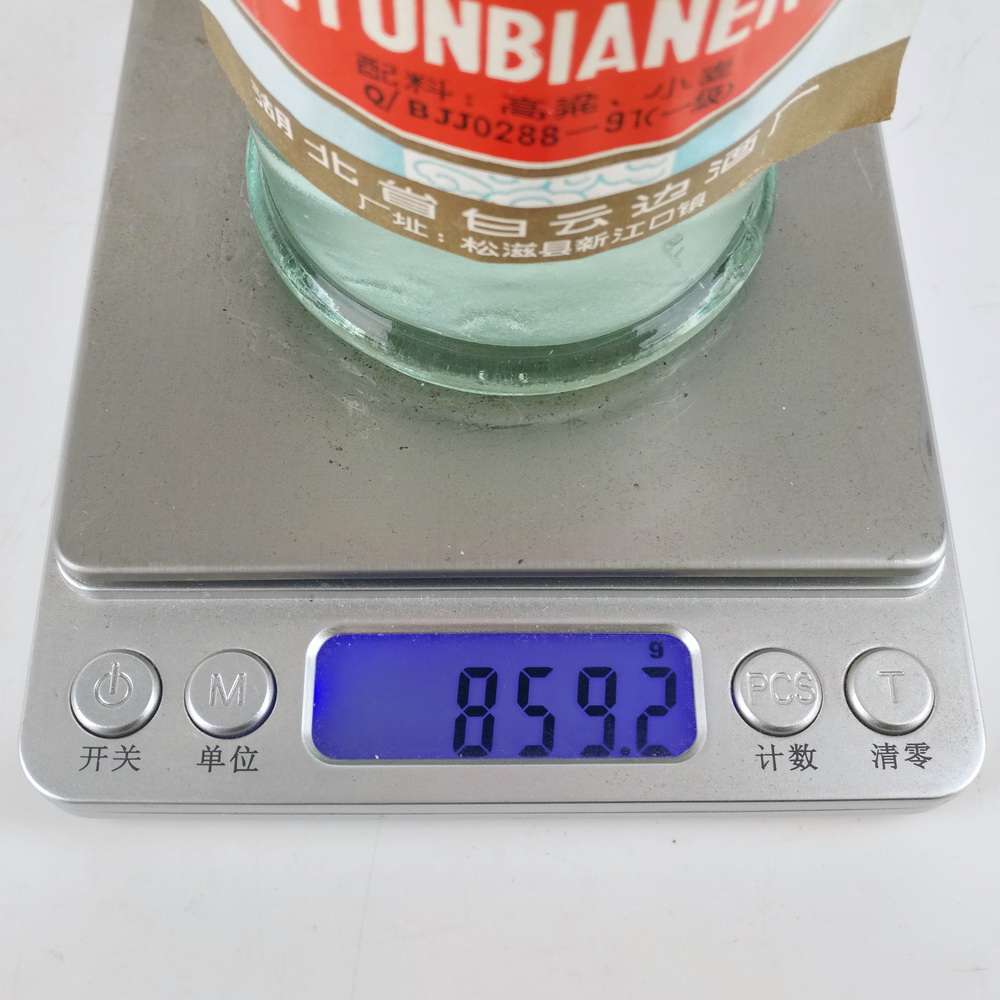 YUNBIANER
配料：高粱、小麦
Q/BJJ0288—91(一级)
湖北省白云边酒厂
厂址：松滋县新江口镇
g
859.2
M
PCS
T
开关
单位
计数
清零